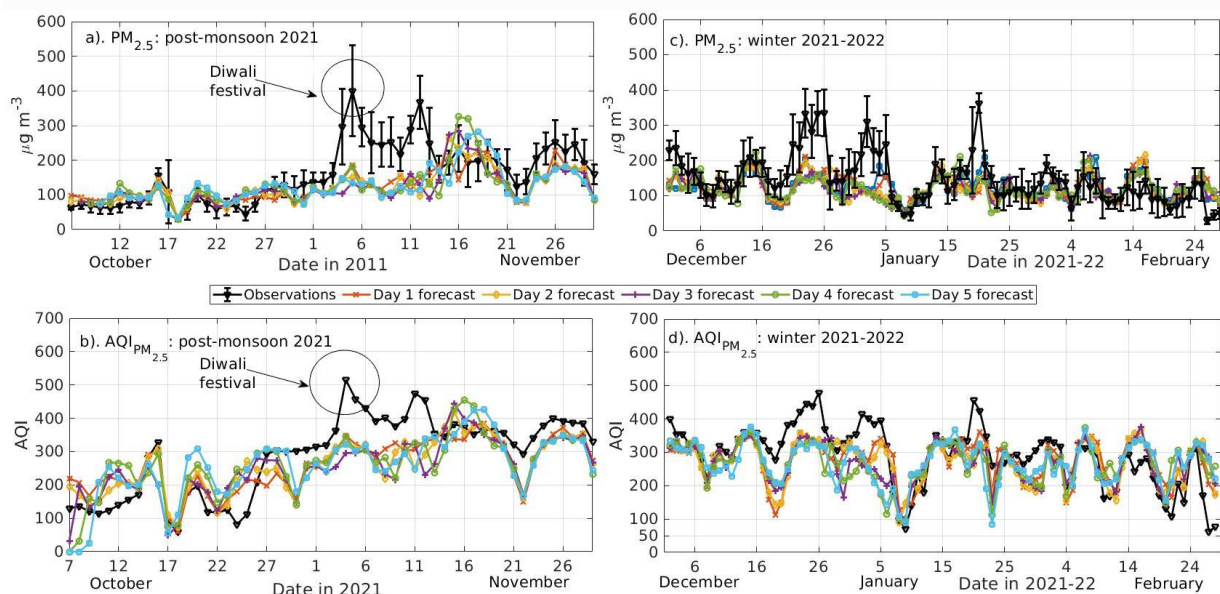 a). PM2.5: post-monsoon 2021
Diwali
festival
μg m-3
600
500
400
300
200
100
0
12 17 22 27 1 6 11 16 21 26
October Date in 2011 November
c). PM2.5: winter 2021-2022
μg m-3
600
500
400
300
200
100
0
6 16 26 5 15 25 4 14 24
December January Date in 2021-22 February
Observations Day 1 forecast Day 2 forecast Day 3 forecast Day 4 forecast Day 5 forecast
b). AQIPM2.5: post-monsoon 2021
Diwali
festival
AQI
700
600
500
400
300
200
100
0
7 12 17 22 27 1 6 11 16 21 26
October Date in 2021 November
d). AQIPM2.5: winter 2021-2022
AQI
700
600
500
400
300
200
100
50
0
6 16 26 5 15 25 4 14 24
December January Date in 2021-22 February